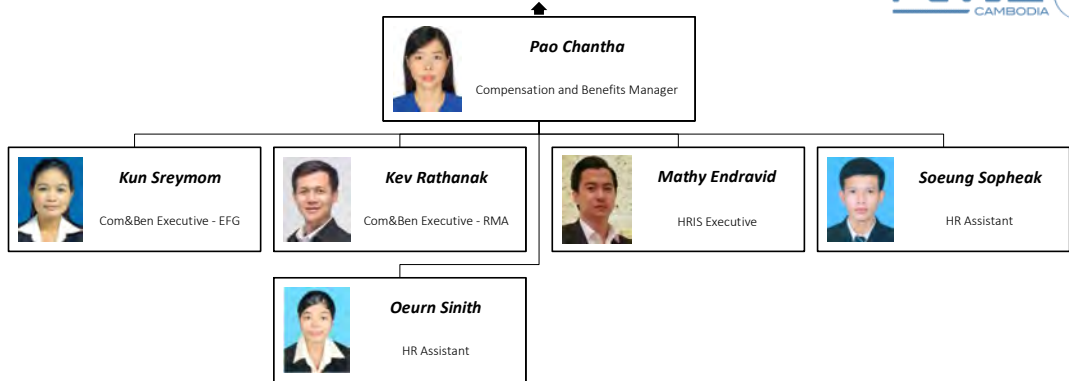 CAMBODIA
Pao Chantha
Compensation and Benefits Manager
Kun Sreymom
Com&Ben Executive - EFG
Kev Rathanak
Com&Ben Executive - RMA
Mathy Endravid
HRIS Executive
Soeung Sopheak
HR Assistant
Oeurn Sinith
HR Assistant